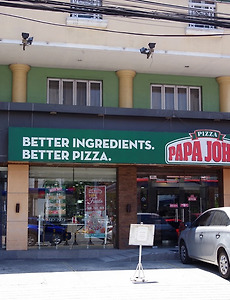 BETTER INGREDIENTS.
BETTER PIZZA.
PIZZA
PAPA JOH